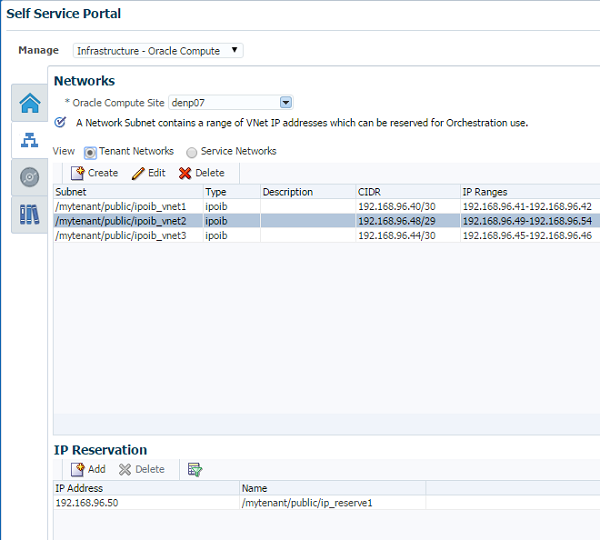 Self Service Portal
Manage Infrastructure - Oracle Compute
Networks
* Oracle Compute Site denp07
A Network Subnet contains a range of VNet IP addresses which can be reserved for Orchestration use.
View Tenant Networks Service Networks
Create Edit Delete
Subnet Type Description CIDR IP Ranges
/mytenant/public/ipoib_vnet1 ipoib 192.168.96.40/30 192.168.96.41-192.168.96.42
/mytenant/public/ipoib_vnet2 ipoib 192.168.96.48/29 192.168.96.49-192.168.96.54
/mytenant/public/ipoib_vnet3 ipoib 192.168.96.44/30 192.168.96.45-192.168.96.46
IP Reservation
Add Delete
IP Address Name
192.168.96.50 /mytenant/public/ip_reserve1